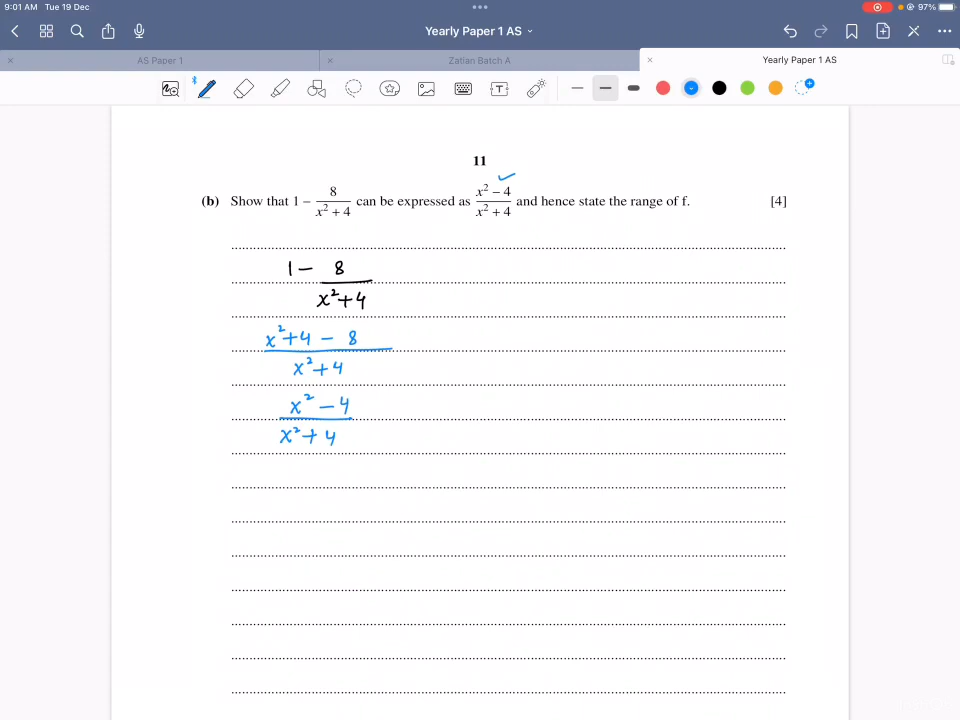 9:01 AM Tue 19 Dec
97%
Yearly Paper 1 AS
AS Paper 1
Zatian Batch A
Yearly Paper 1 AS
11
(b) Show that 1 − 8/(x² + 4) can be expressed as (x² − 4)/(x² + 4) and hence state the range of f. [4]
1 − 8/(x² + 4)
(x² + 4 − 8)/(x² + 4)
(x² − 4)/(x² + 4)